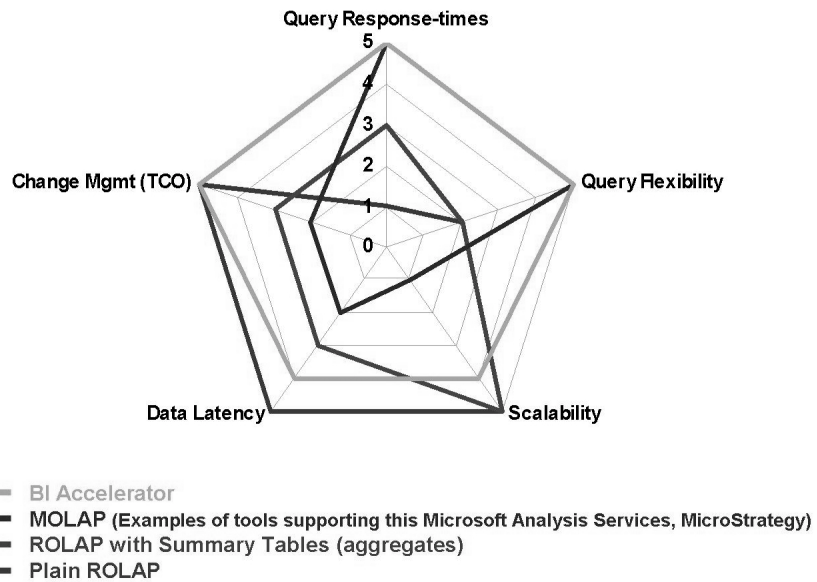 Query Response-times
5
4
3
Change Mgmt (TCO)
Query Flexibility
2
1
0
Data Latency
Scalability
BI Accelerator
MOLAP (Examples of tools supporting this Microsoft Analysis Services, MicroStrategy)
ROLAP with Summary Tables (aggregates)
Plain ROLAP